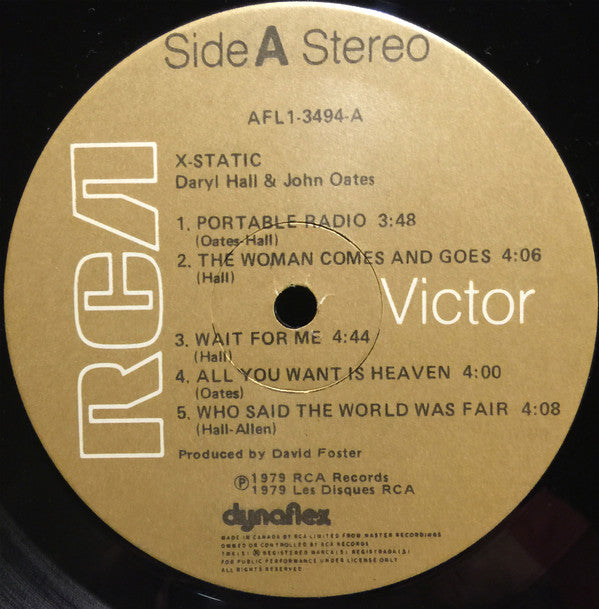 Side A Stereo
AFL1-3494-A
X-STATIC
Daryl Hall & John Oates
1. PORTABLE RADIO 3:48
(Oates-Hall)
2. THE WOMAN COMES AND GOES 4:06
(Hall)
RCA
Victor
3. WAIT FOR ME 4:44
(Hall)
4. ALL YOU WANT IS HEAVEN 4:00
(Oates)
5. WHO SAID THE WORLD WAS FAIR 4:08
(Hall-Allen)
Produced by David Foster
℗ 1979 RCA Records
1979 Les Disques RCA
dynaflex
MADE IN CANADA BY RCA LIMITED FROM MASTER RECORDINGS
OWNED OR CONTROLLED BY RCA RECORDS
TMK(S) ® REGISTERED MARCA(S) REGISTRADA(S)
FOR PUBLIC PERFORMANCE UNDER LICENSE ONLY
ALL RIGHTS RESERVED